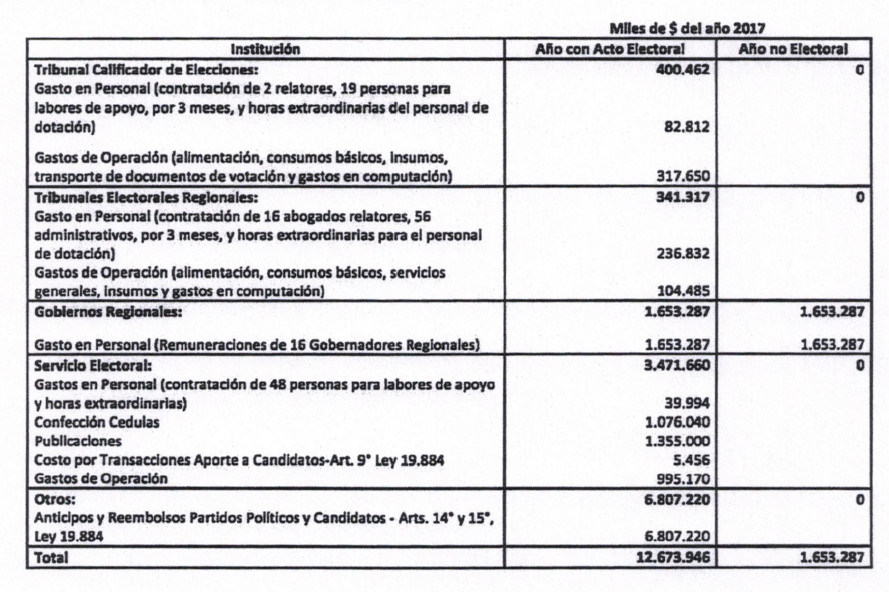 Miles de $ del año 2017
Institución Año con Acto Electoral Año no Electoral
Tribunal Calificador de Elecciones: 400.462 0
Gasto en Personal (contratación de 2 relatores, 19 personas para
labores de apoyo, por 3 meses, y horas extraordinarias del personal de
dotación) 82.812
Gastos de Operación (alimentación, consumos básicos, insumos,
transporte de documentos de votación y gastos en computación) 317.650
Tribunales Electorales Regionales: 341.317 0
Gasto en Personal (contratación de 16 abogados relatores, 56
administrativos, por 3 meses, y horas extraordinarias para el personal
de dotación) 236.832
Gastos de Operación (alimentación, consumos básicos, servicios
generales, insumos y gastos en computación) 104.485
Gobiernos Regionales: 1.653.287 1.653.287
Gasto en Personal (Remuneraciones de 16 Gobernadores Regionales) 1.653.287 1.653.287
Servicio Electoral: 3.471.660 0
Gastos en Personal (contratación de 48 personas para labores de apoyo
y horas extraordinarias) 39.994
Confección Cedulas 1.076.040
Publicaciones 1.355.000
Costo por Transacciones Aporte a Candidatos-Art. 9° Ley 19.884 5.456
Gastos de Operación 995.170
Otros: 6.807.220 0
Anticipos y Reembolsos Partidos Políticos y Candidatos - Arts. 14° y 15°,
Ley 19.884 6.807.220
Total 12.673.946 1.653.287